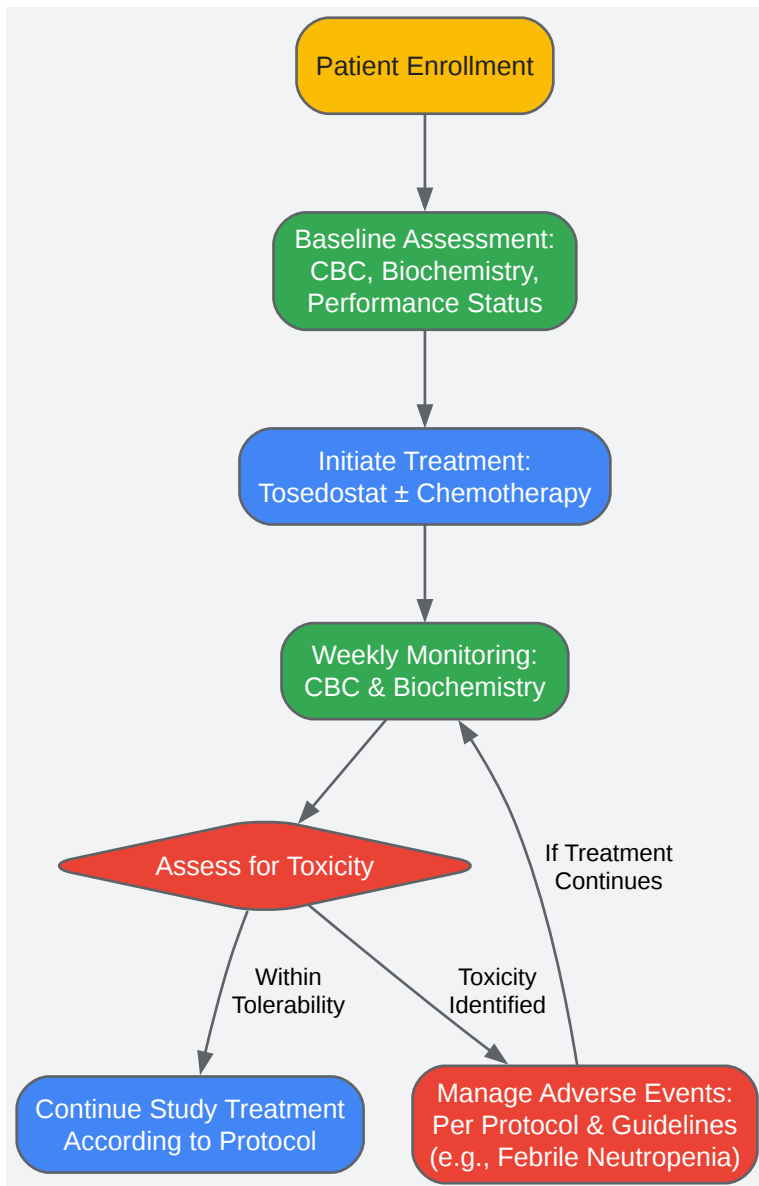 Patient Enrollment
Baseline Assessment:
CBC, Biochemistry,
Performance Status
Initiate Treatment:
Tosedostat ± Chemotherapy
Weekly Monitoring:
CBC & Biochemistry
Assess for Toxicity
If Treatment
Continues
Within
Tolerability
Toxicity
Identified
Continue Study Treatment
According to Protocol
Manage Adverse Events:
Per Protocol & Guidelines
(e.g., Febrile Neutropenia)